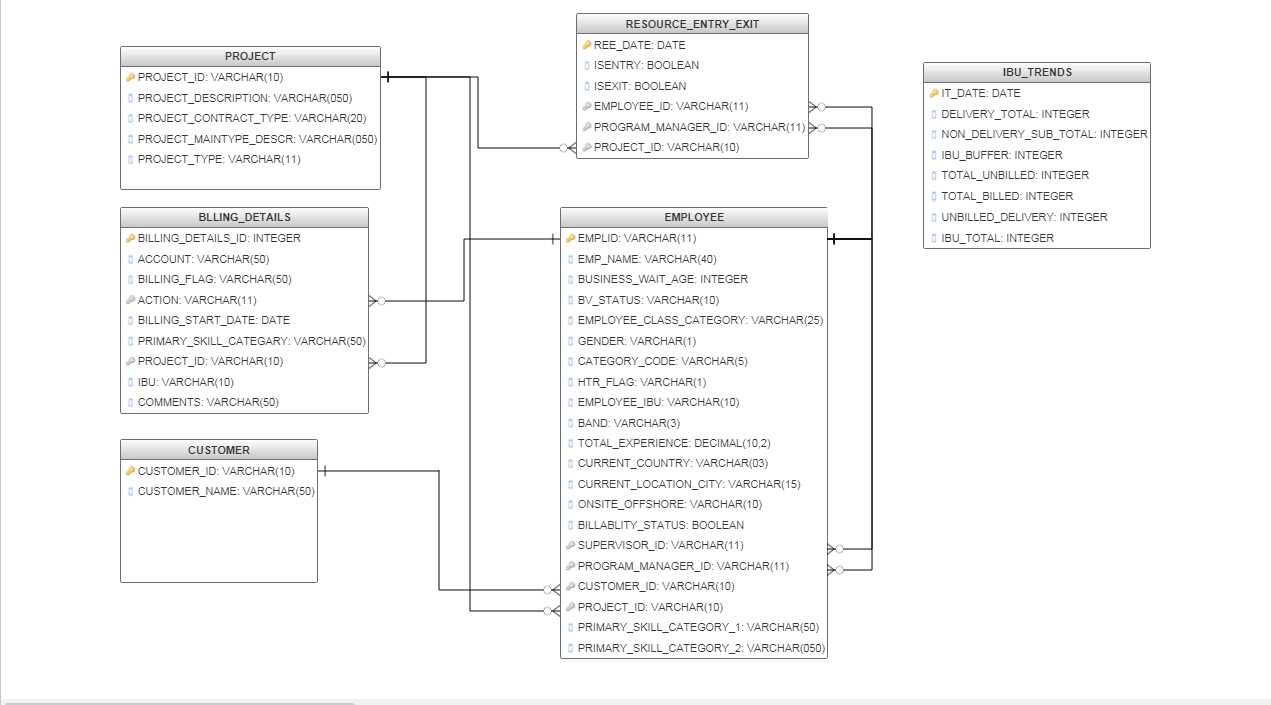 PROJECT
PROJECT_ID: VARCHAR(10)
PROJECT_DESCRIPTION: VARCHAR(050)
PROJECT_CONTRACT_TYPE: VARCHAR(20)
PROJECT_MAINTYPE_DESCR: VARCHAR(050)
PROJECT_TYPE: VARCHAR(11)
RESOURCE_ENTRY_EXIT
REE_DATE: DATE
ISENTRY: BOOLEAN
ISEXIT: BOOLEAN
EMPLOYEE_ID: VARCHAR(11)
PROGRAM_MANAGER_ID: VARCHAR(11)
PROJECT_ID: VARCHAR(10)
IBU_TRENDS
IT_DATE: DATE
DELIVERY_TOTAL: INTEGER
NON_DELIVERY_SUB_TOTAL: INTEGER
IBU_BUFFER: INTEGER
TOTAL_UNBILLED: INTEGER
TOTAL_BILLED: INTEGER
UNBILLED_DELIVERY: INTEGER
IBU_TOTAL: INTEGER
BLLING_DETAILS
BILLING_DETAILS_ID: INTEGER
ACCOUNT: VARCHAR(50)
BILLING_FLAG: VARCHAR(50)
ACTION: VARCHAR(11)
BILLING_START_DATE: DATE
PRIMARY_SKILL_CATEGARY: VARCHAR(50)
PROJECT_ID: VARCHAR(10)
IBU: VARCHAR(10)
COMMENTS: VARCHAR(50)
EMPLOYEE
EMPLID: VARCHAR(11)
EMP_NAME: VARCHAR(40)
BUSINESS_WAIT_AGE: INTEGER
BV_STATUS: VARCHAR(10)
EMPLOYEE_CLASS_CATEGORY: VARCHAR(25)
GENDER: VARCHAR(1)
CATEGORY_CODE: VARCHAR(5)
HTR_FLAG: VARCHAR(1)
EMPLOYEE_IBU: VARCHAR(10)
BAND: VARCHAR(3)
TOTAL_EXPERIENCE: DECIMAL(10,2)
CURRENT_COUNTRY: VARCHAR(03)
CURRENT_LOCATION_CITY: VARCHAR(15)
ONSITE_OFFSHORE: VARCHAR(10)
BILLABLITY_STATUS: BOOLEAN
SUPERVISOR_ID: VARCHAR(11)
PROGRAM_MANAGER_ID: VARCHAR(11)
CUSTOMER_ID: VARCHAR(10)
PROJECT_ID: VARCHAR(10)
PRIMARY_SKILL_CATEGORY_1: VARCHAR(50)
PRIMARY_SKILL_CATEGORY_2: VARCHAR(050)
CUSTOMER
CUSTOMER_ID: VARCHAR(10)
CUSTOMER_NAME: VARCHAR(50)